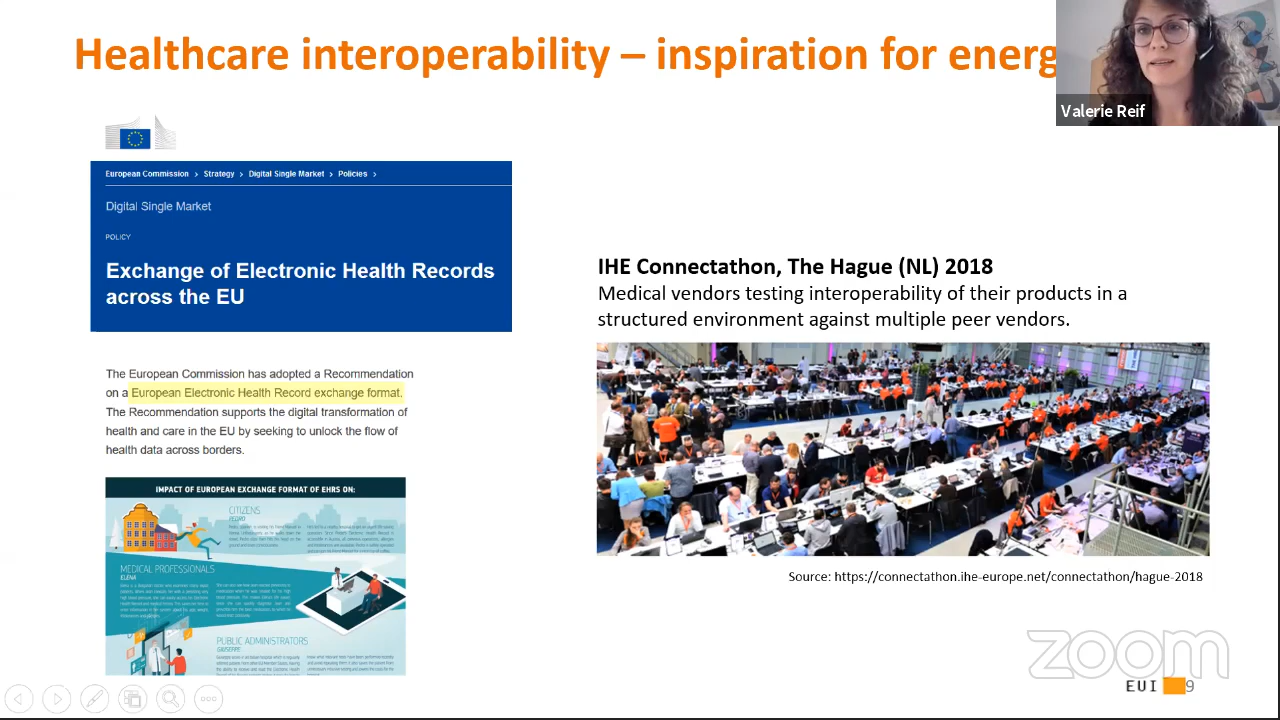 Healthcare interoperability – inspiration for energ
Valerie Reif
European Commission > Strategy > Digital Single Market > Policies >
Digital Single Market
POLICY
Exchange of Electronic Health Records
across the EU
The European Commission has adopted a Recommendation
on a European Electronic Health Record exchange format.
The Recommendation supports the digital transformation of
health and care in the EU by seeking to unlock the flow of
health data across borders.
IMPACT OF EUROPEAN EXCHANGE FORMAT OF EHRS ON:
CITIZENS
PEDRO
MEDICAL PROFESSIONALS
ELENA
PUBLIC ADMINISTRATORS
GIUSEPPE
IHE Connectathon, The Hague (NL) 2018
Medical vendors testing interoperability of their products in a
structured environment against multiple peer vendors.
Source: https://connectathon.ihe-europe.net/connectathon/hague-2018
zoom
EUI 9